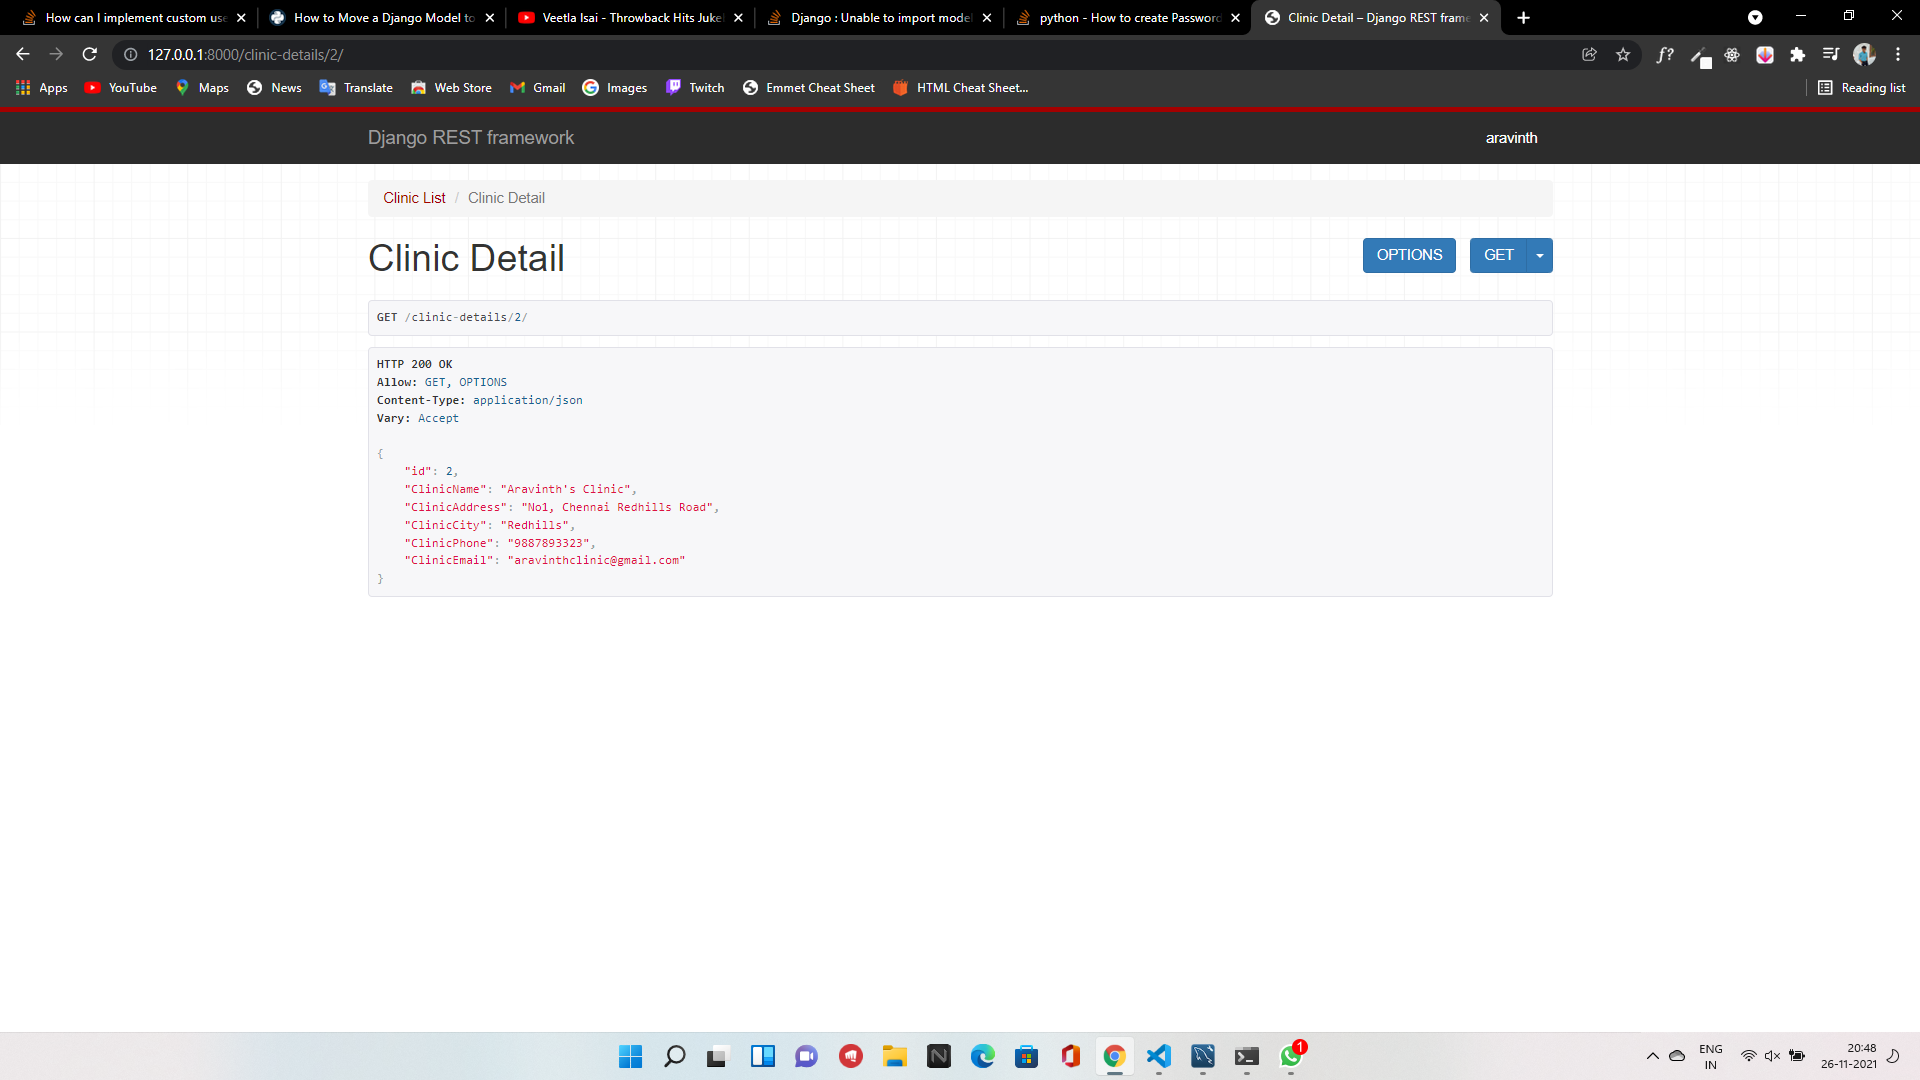 How can I implement custom use
How to Move a Django Model to
Veetla Isai - Throwback Hits Juke
Django : Unable to import model
python - How to create Password
Clinic Detail – Django REST frame
127.0.0.1:8000/clinic-details/2/
f?
Apps
YouTube
Maps
News
Translate
Web Store
Gmail
Images
Twitch
Emmet Cheat Sheet
HTML Cheat Sheet...
Reading list
Django REST framework
aravinth
Clinic List / Clinic Detail
Clinic Detail
OPTIONS
GET
GET /clinic-details/2/
HTTP 200 OK
Allow: GET, OPTIONS
Content-Type: application/json
Vary: Accept
{
"id": 2,
"ClinicName": "Aravinth's Clinic",
"ClinicAddress": "No1, Chennai Redhills Road",
"ClinicCity": "Redhills",
"ClinicPhone": "9887893323",
"ClinicEmail": "aravinthclinic@gmail.com"
}
1
ENG
IN
20:48
26-11-2021